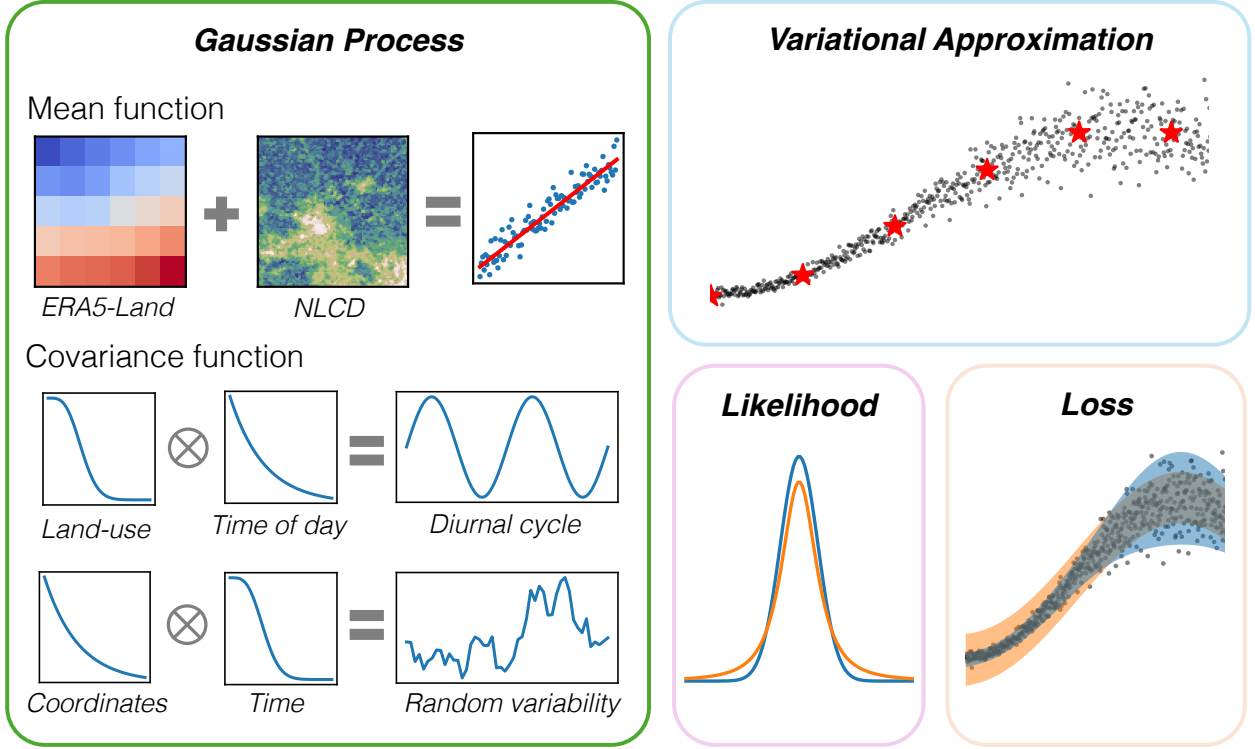 Gaussian Process
Mean function
ERA5-Land
NLCD
Covariance function
Land-use
Time of day
Diurnal cycle
Coordinates
Time
Random variability
Variational Approximation
Likelihood
Loss